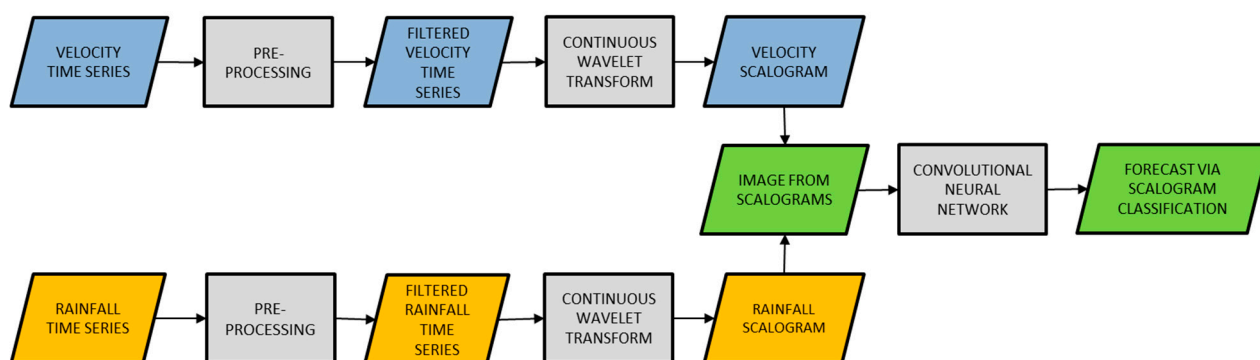 VELOCITY
TIME SERIES
PRE-
PROCESSING
FILTERED
VELOCITY
TIME
SERIES
CONTINUOUS
WAVELET
TRANSFORM
VELOCITY
SCALOGRAM
IMAGE FROM
SCALOGRAMS
CONVOLUTIONAL
NEURAL
NETWORK
FORECAST VIA
SCALOGRAM
CLASSIFICATION
RAINFALL
TIME SERIES
PRE-
PROCESSING
FILTERED
RAINFALL
TIME
SERIES
CONTINUOUS
WAVELET
TRANSFORM
RAINFALL
SCALOGRAM